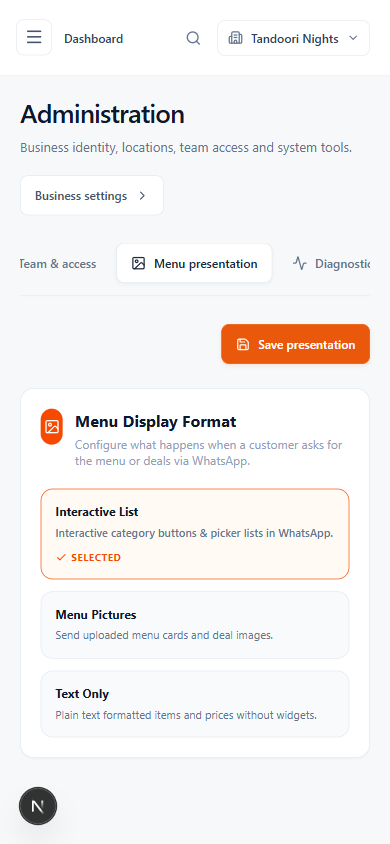 Dashboard
Tandoori Nights
Administration
Business identity, locations, team access and system tools.
Business settings
Team & access
Menu presentation
Diagnostic
Save presentation
Menu Display Format
Configure what happens when a customer asks for
the menu or deals via WhatsApp.
Interactive List
Interactive category buttons & picker lists in WhatsApp.
SELECTED
Menu Pictures
Send uploaded menu cards and deal images.
Text Only
Plain text formatted items and prices without widgets.
N